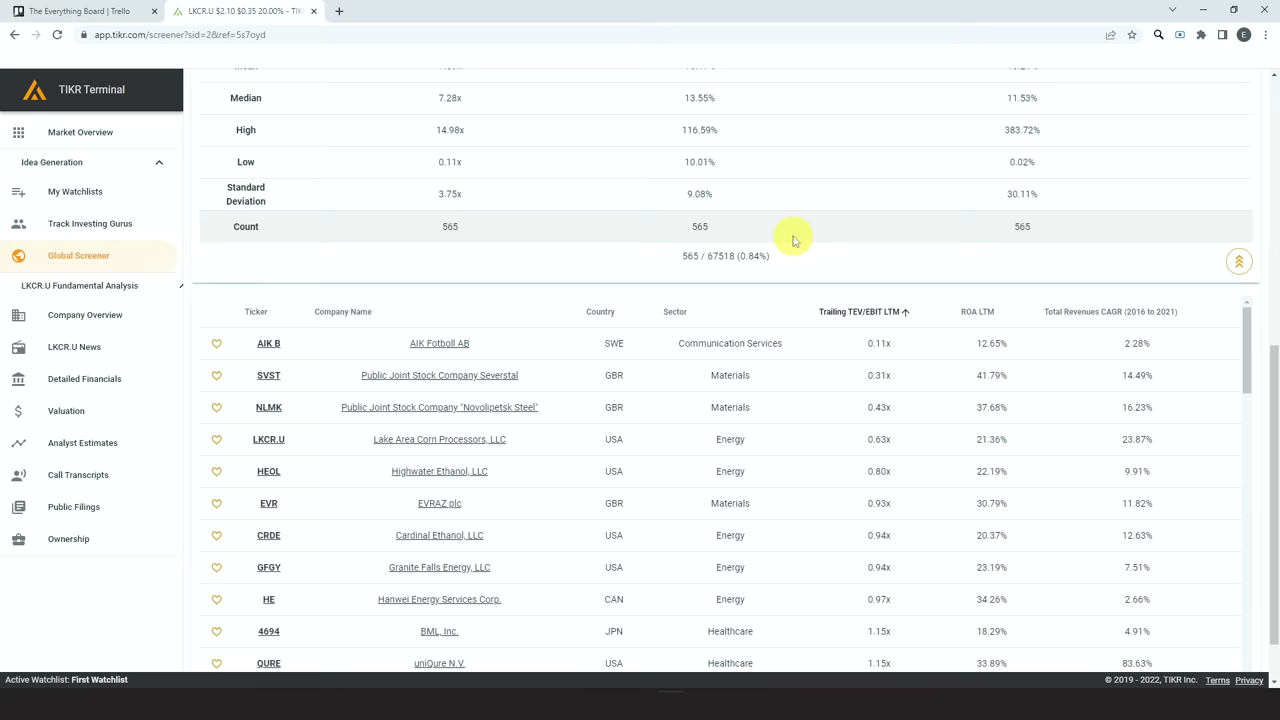 The Everything Board | Trello
LKCR.U $2.10 $0.35 20.00% - TIK
app.tikr.com/screener?sid=2&ref=5s7oyd
E
TIKR Terminal
Market Overview
Idea Generation
My Watchlists
Track Investing Gurus
Global Screener
LKCR.U Fundamental Analysis
Company Overview
LKCR.U News
Detailed Financials
Valuation
Analyst Estimates
Call Transcripts
Public Filings
Ownership
Median 7.28x 13.55% 11.53%
High 14.98x 116.59% 383.72%
Low 0.11x 10.01% 0.02%
Standard
Deviation 3.75x 9.08% 30.11%
Count 565 565 565
565 / 67518 (0.84%)
Ticker Company Name Country Sector Trailing TEV/EBIT LTM ROA LTM Total Revenues CAGR (2016 to 2021)
AIK B AIK Fotboll AB SWE Communication Services 0.11x 12.65% 2.28%
SVST Public Joint Stock Company Severstal GBR Materials 0.31x 41.79% 14.49%
NLMK Public Joint Stock Company "Novolipetsk Steel" GBR Materials 0.43x 37.68% 16.23%
LKCR.U Lake Area Corn Processors, LLC USA Energy 0.63x 21.36% 23.87%
HEOL Highwater Ethanol, LLC USA Energy 0.80x 22.19% 9.91%
EVR EVRAZ plc GBR Materials 0.93x 30.79% 11.82%
CRDE Cardinal Ethanol, LLC USA Energy 0.94x 20.37% 12.63%
GFGY Granite Falls Energy, LLC USA Energy 0.94x 23.19% 7.51%
HE Hanwei Energy Services Corp. CAN Energy 0.97x 34.26% 2.66%
4694 BML, Inc. JPN Healthcare 1.15x 18.29% 4.91%
QURE uniQure N.V. USA Healthcare 1.15x 33.89% 83.63%
Active Watchlist: First Watchlist
© 2019 - 2022, TIKR Inc. Terms Privacy